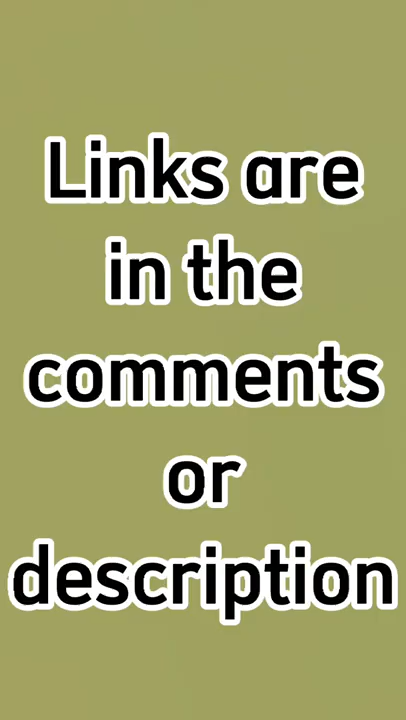 Links are
in the
comments
or
description